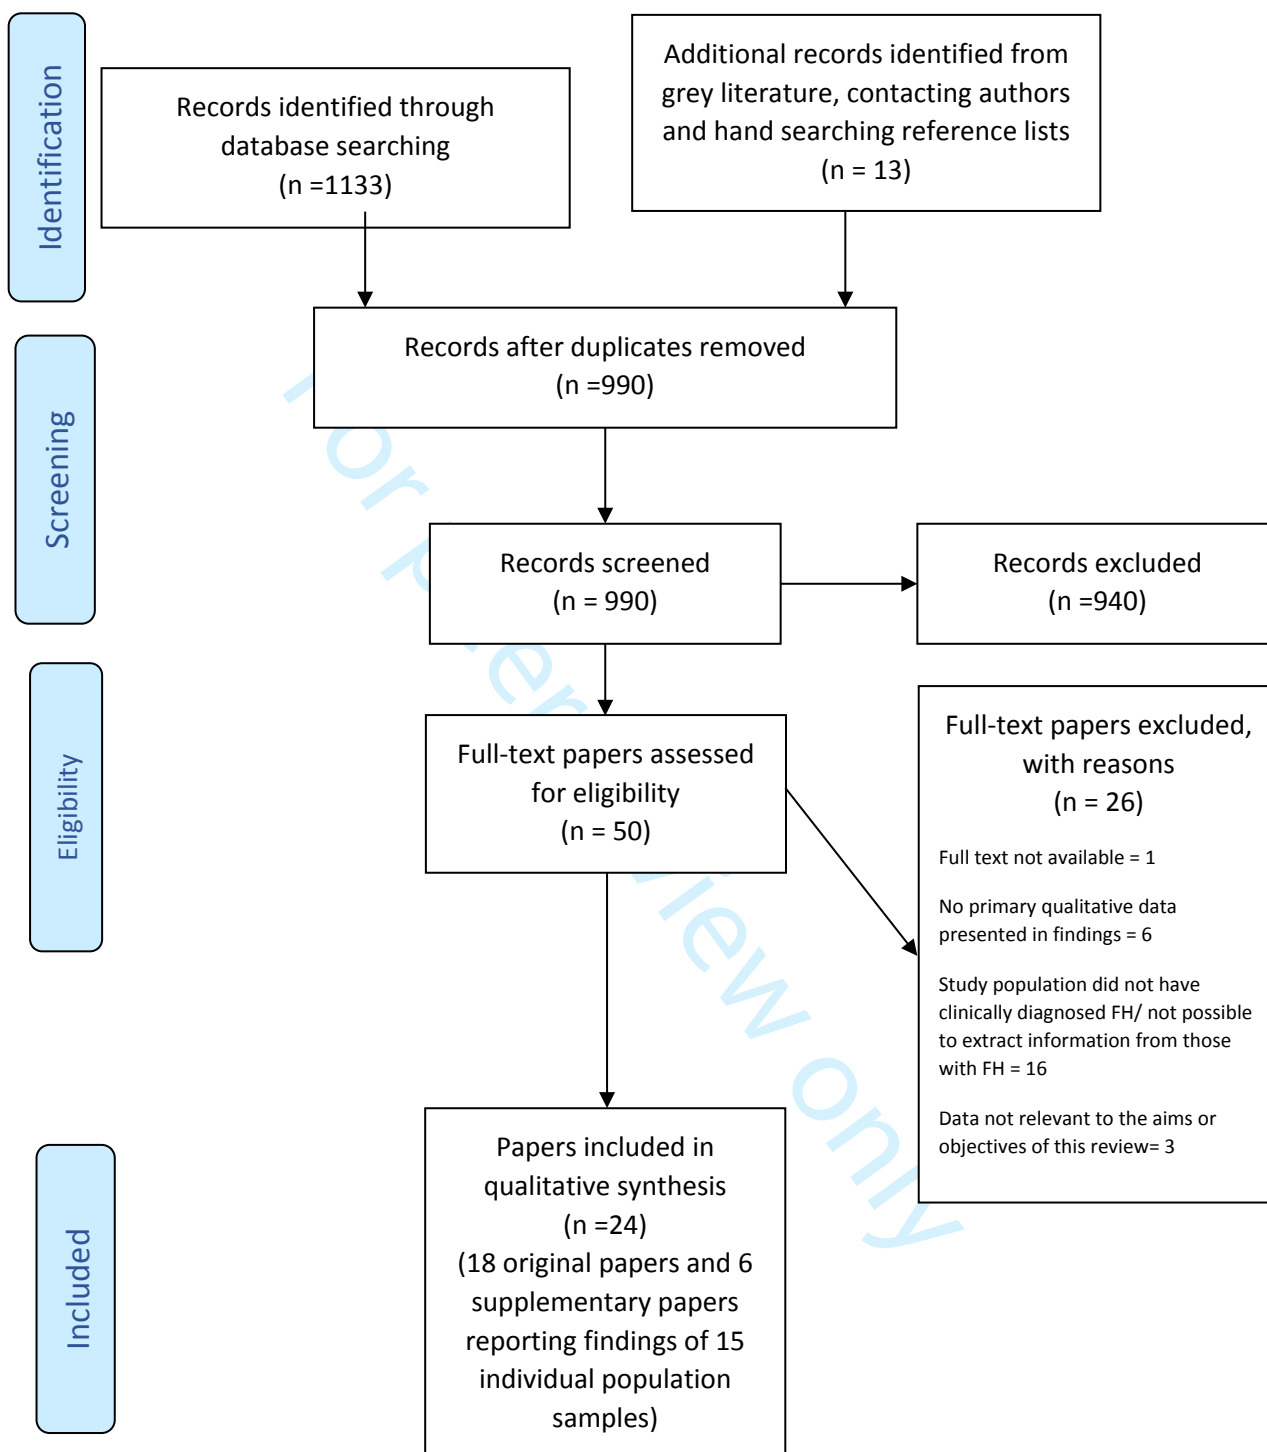 Identification
Records identified through
database searching
(n =1133)
Additional records identified from
grey literature, contacting authors
and hand searching reference lists
(n = 13)
Screening
Records after duplicates removed
(n =990)
Records screened
(n = 990)
Records excluded
(n =940)
Eligibility
Full-text papers assessed
for eligibility
(n = 50)
Full-text papers excluded,
with reasons
(n = 26)
Full text not available = 1
No primary qualitative data
presented in findings = 6
Study population did not have
clinically diagnosed FH/ not possible
to extract information from those
with FH = 16
Data not relevant to the aims or
objectives of this review= 3
Included
Papers included in
qualitative synthesis
(n =24)
(18 original papers and 6
supplementary papers
reporting findings of 15
individual population
samples)
For peer review only